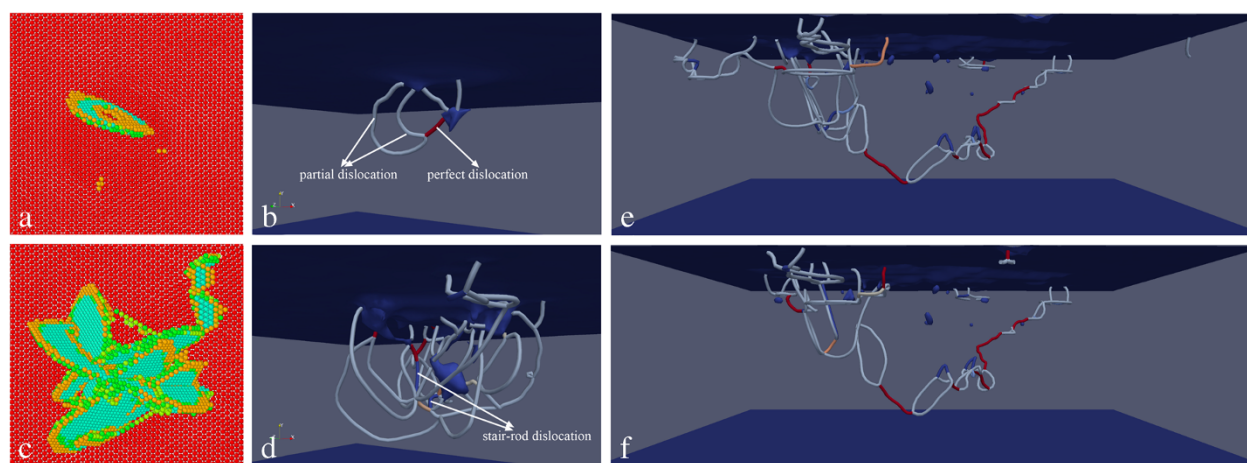 a
b
partial dislocation
perfect dislocation
e
c
d
stair-rod dislocation
f